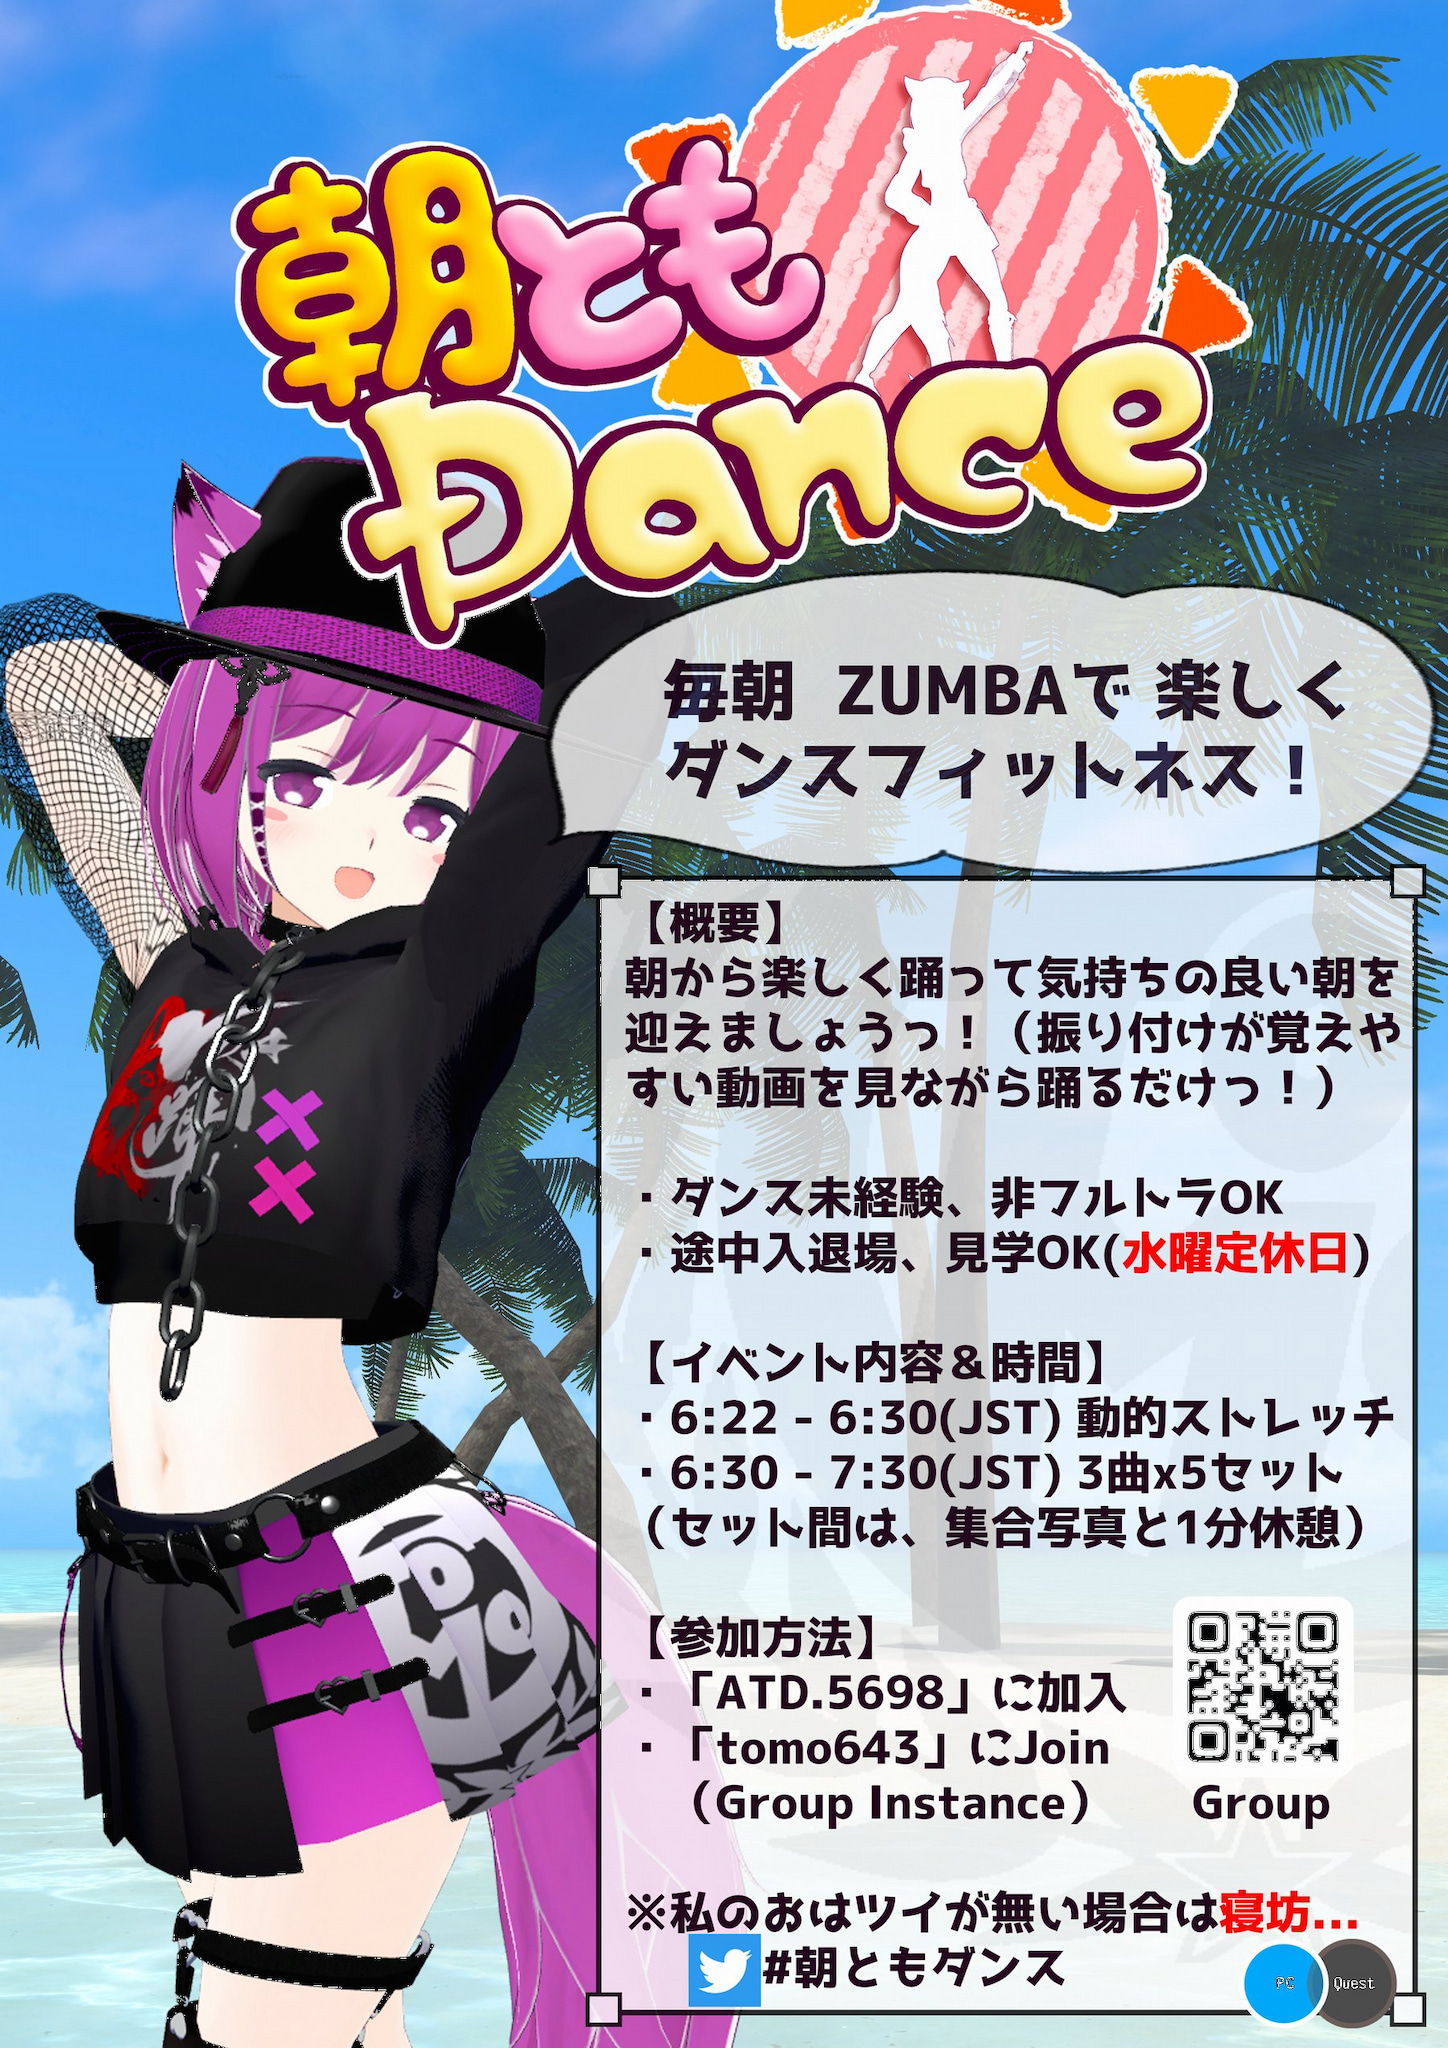 朝とも
Dance
毎朝 ZUMBAで 楽しく
ダンスフィットネス！
【概要】
朝から楽しく踊って気持ちの良い朝を
迎えましょうっ！（振り付けが覚えや
すい動画を見ながら踊るだけっ！）
・ダンス未経験、非フルトラOK
・途中入退場、見学OK(水曜定休日)
【イベント内容＆時間】
・6:22 - 6:30(JST) 動的ストレッチ
・6:30 - 7:30(JST) 3曲x5セット
（セット間は、集合写真と1分休憩）
【参加方法】
・「ATD.5698」に加入
・「tomo643」にJoin
（Group Instance）
Group
※私のおはツイが無い場合は寝坊...
#朝ともダンス
PC
Quest